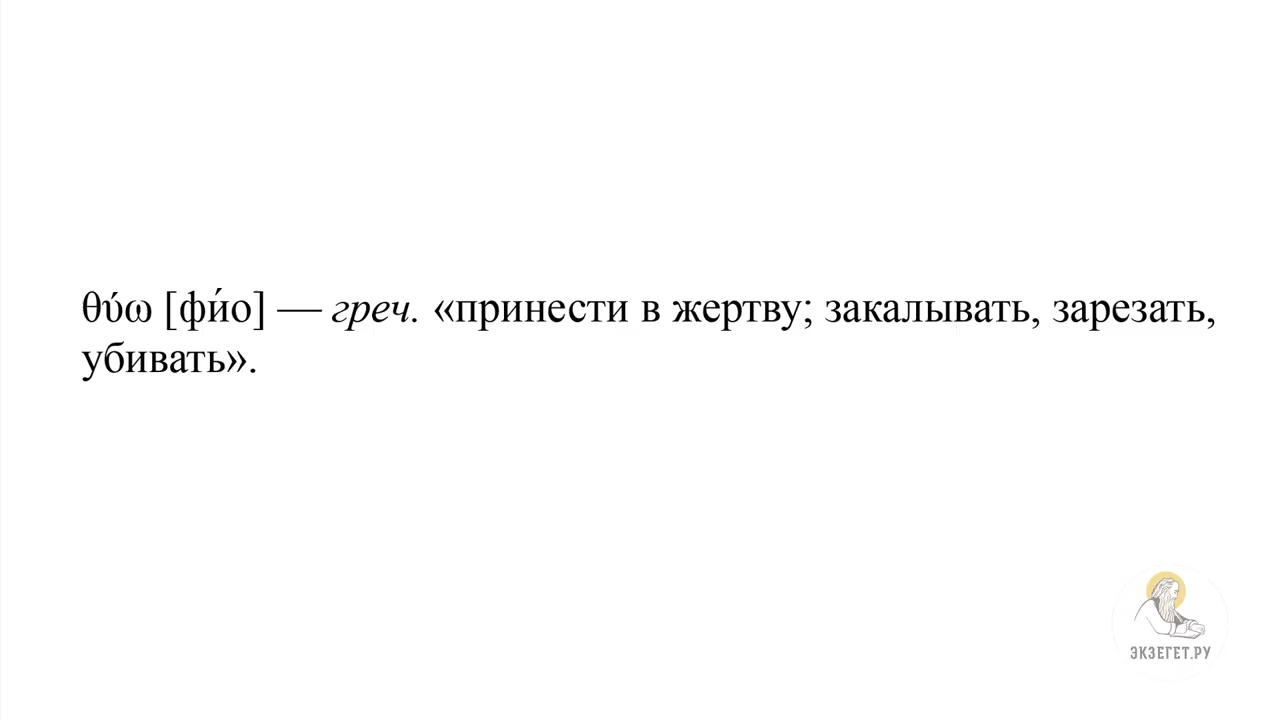 θύω [фи́о] — греч. «принести в жертву; закалывать, зарезать,
убивать».
ЭКЗЕГЕТ.РУ